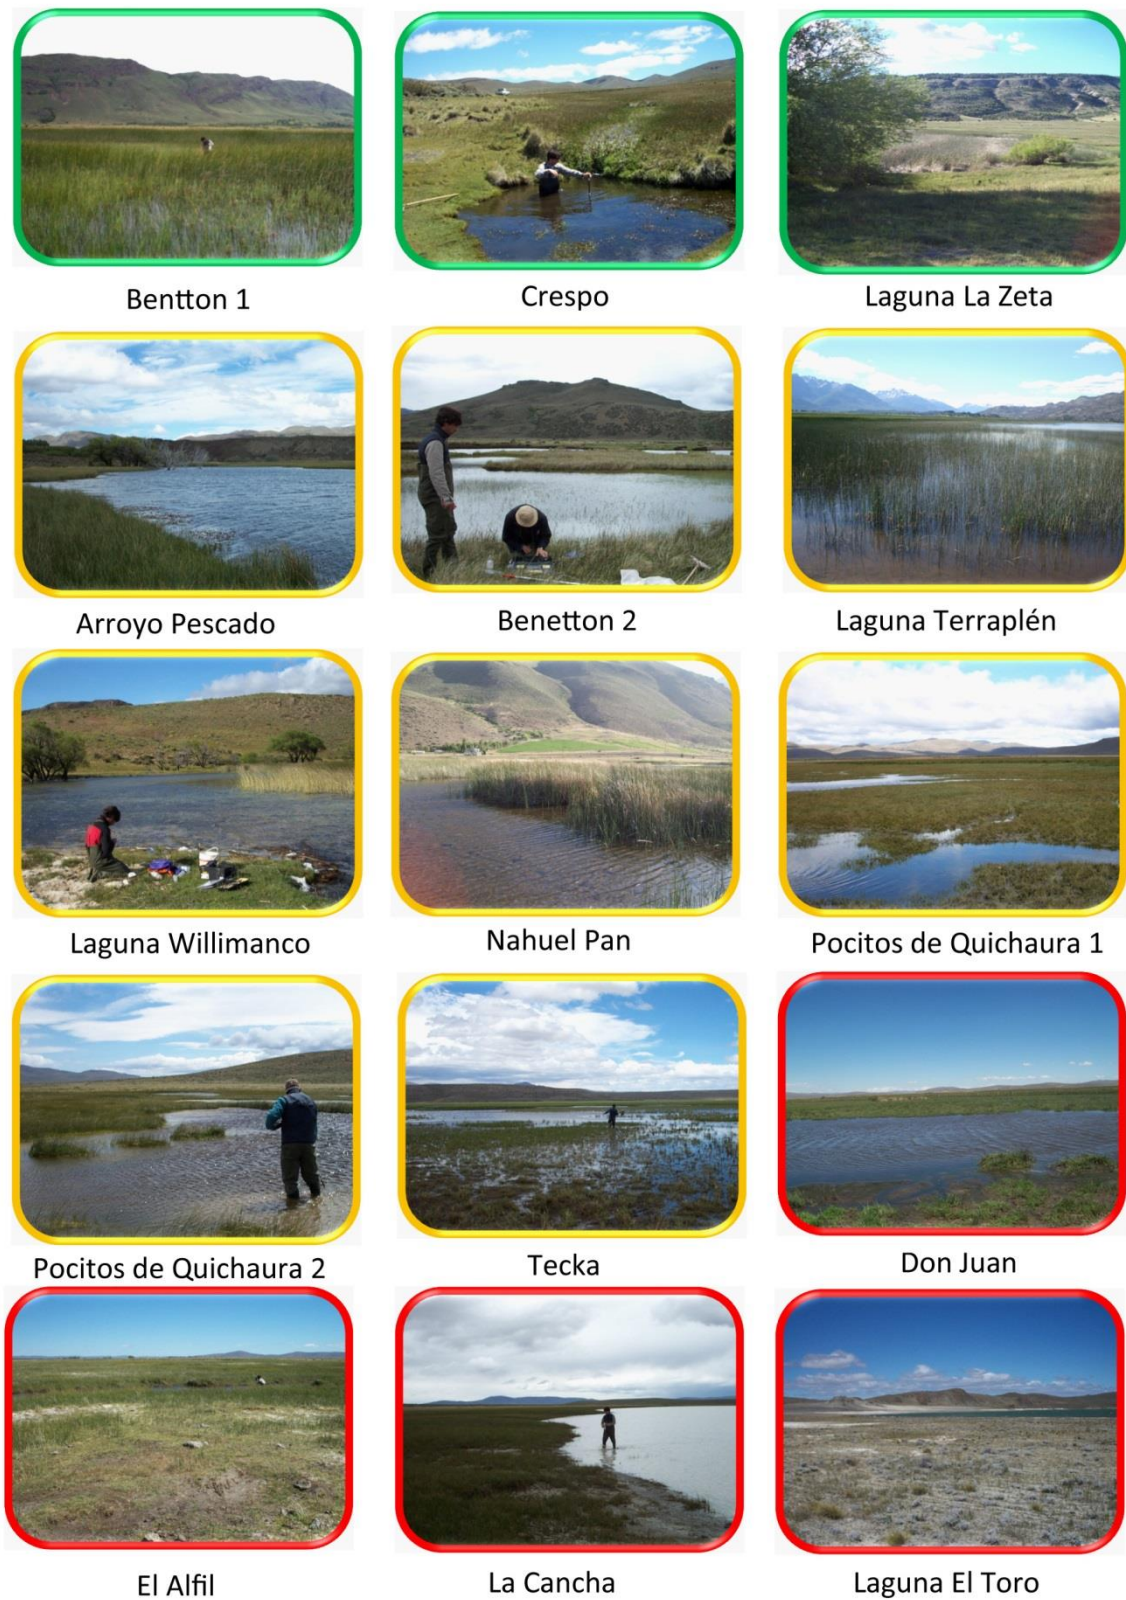 Bentton 1
Crespo
Laguna La Zeta
Arroyo Pescado
Benetton 2
Laguna Terraplén
Laguna Willimanco
Nahuel Pan
Pocitos de Quichaura 1
Pocitos de Quichaura 2
Tecka
Don Juan
El Alfil
La Cancha
Laguna El Toro